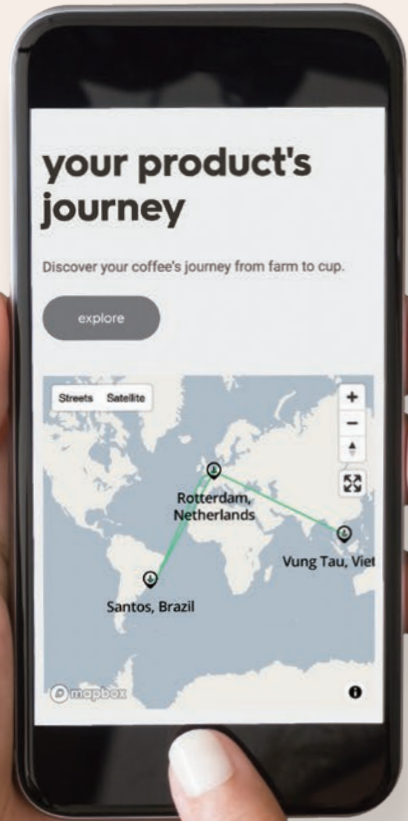 your product's
journey
Discover your coffee's journey from farm to cup.
explore
Streets Satellite
Rotterdam,
Netherlands
Vung Tau, Viet
Santos, Brazil
mapbox